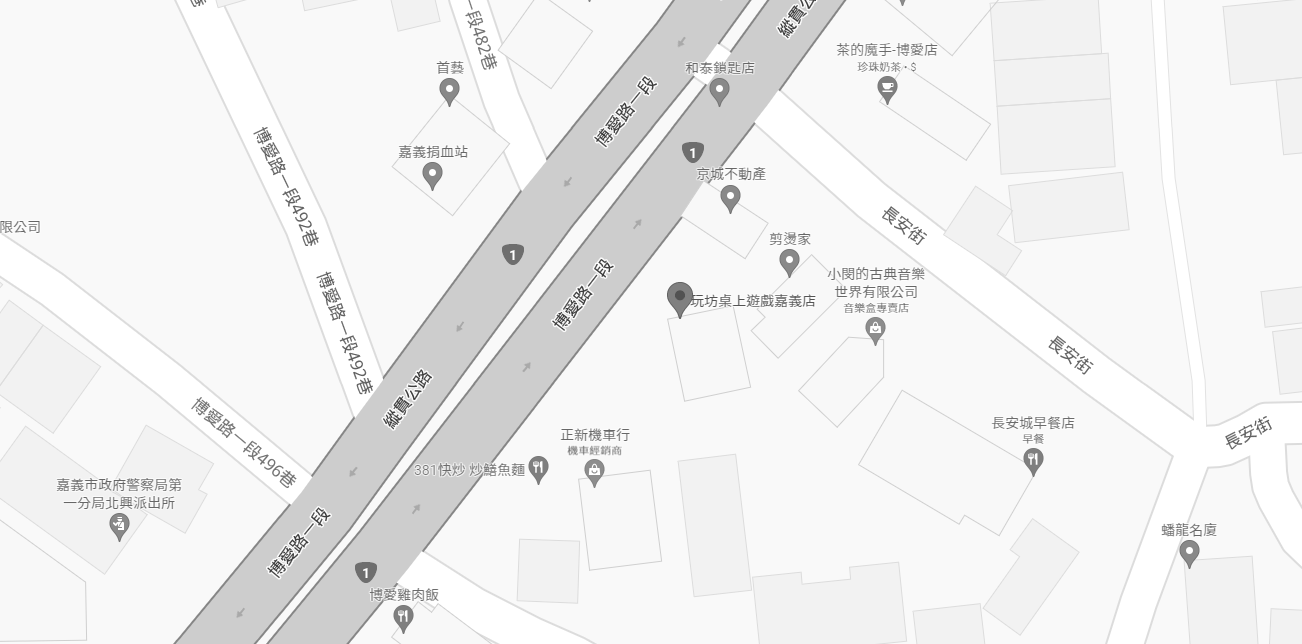 段482巷
縱貫公
茶的魔手-博愛店
珍珠奶茶・$
首藝
和泰鎖匙店
博愛路一段
1
嘉義捐血站
京城不動產
博愛路一段492巷
長安街
限公司
剪燙家
1
小閔的古典音樂
世界有限公司
音樂盒專賣店
博愛路一段
玩坊桌上遊戲嘉義店
博愛路一段492巷
長安街
縱貫公路
博愛路一段496巷
長安城早餐店
早餐
長安街
正新機車行
機車經銷商
381快炒 炒鱔魚麵
嘉義市政府警察局第
一分局北興派出所
博愛路一段
蟠龍名廈
1
博愛雞肉飯